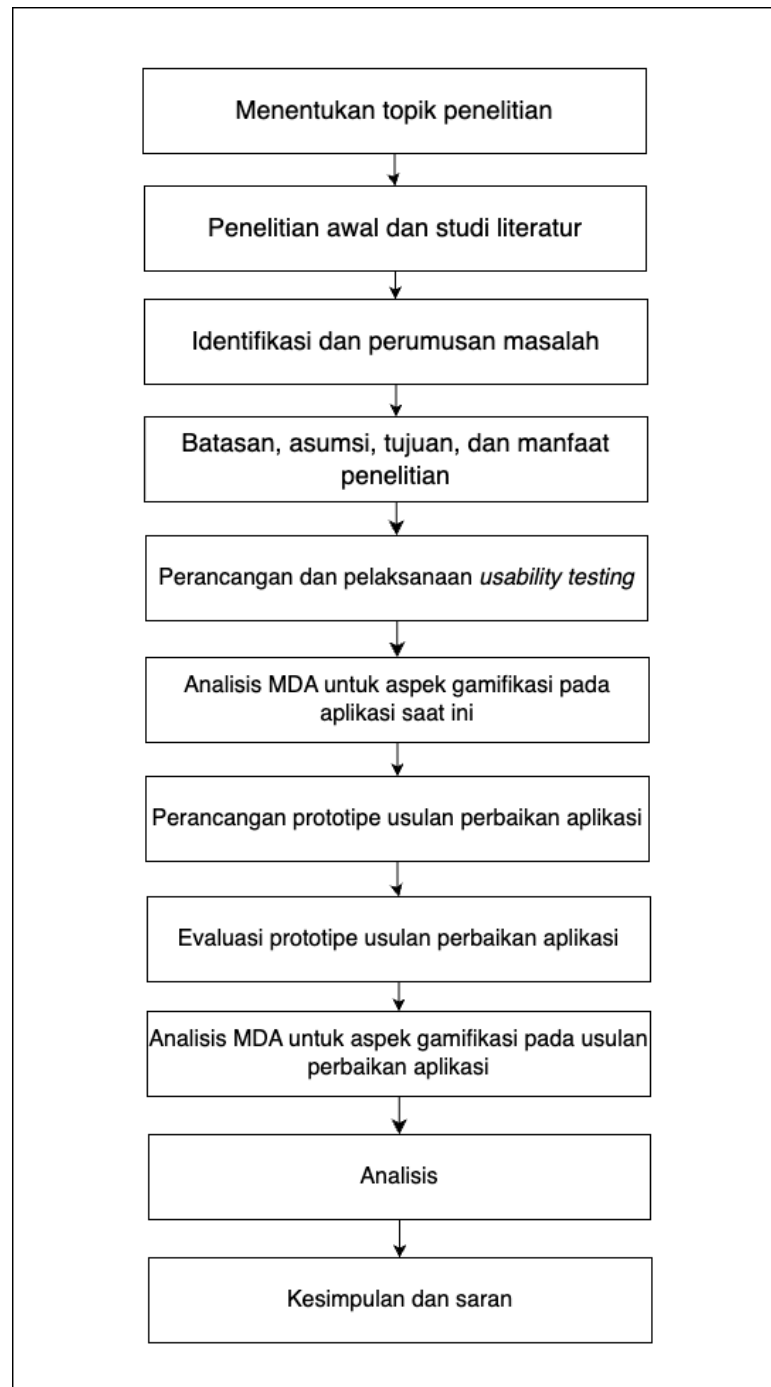 Menentukan topik penelitian
Penelitian awal dan studi literatur
Identifikasi dan perumusan masalah
Batasan, asumsi, tujuan, dan manfaat
penelitian
Perancangan dan pelaksanaan usability testing
Analisis MDA untuk aspek gamifikasi pada
aplikasi saat ini
Perancangan prototipe usulan perbaikan aplikasi
Evaluasi prototipe usulan perbaikan aplikasi
Analisis MDA untuk aspek gamifikasi pada usulan
perbaikan aplikasi
Analisis
Kesimpulan dan saran